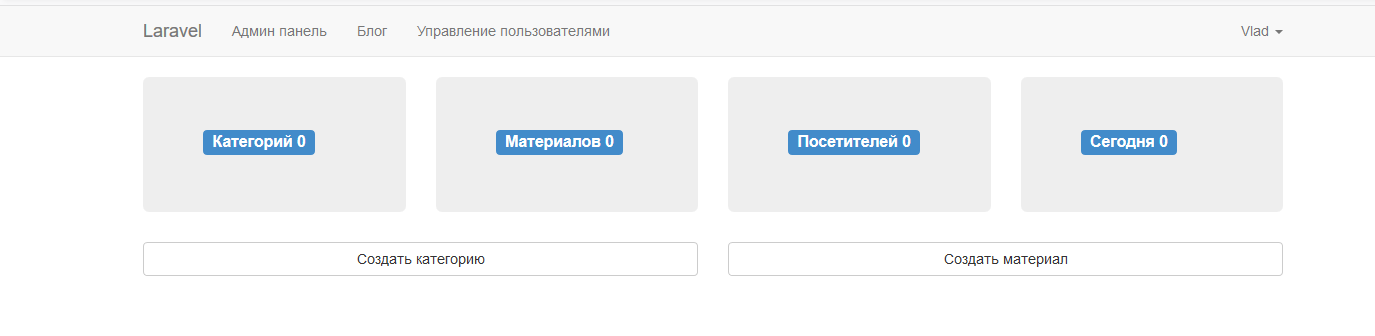 Laravel Админ панель Блог Управление пользователями Vlad
Категорий 0 Материалов 0 Посетителей 0 Сегодня 0
Создать категорию Создать материал